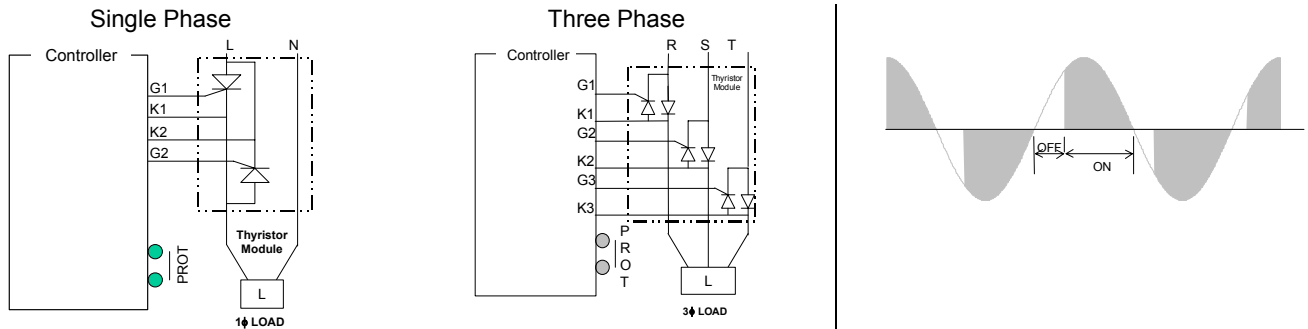 Single Phase
Controller
L N
G1
K1
K2
G2
PROT
Thyristor
Module
L
1ϕ LOAD
Three Phase
Controller
R S T
Thyristor
Module
G1
K1
G2
K2
G3
K3
PROT
L
3ϕ LOAD
OFF
ON